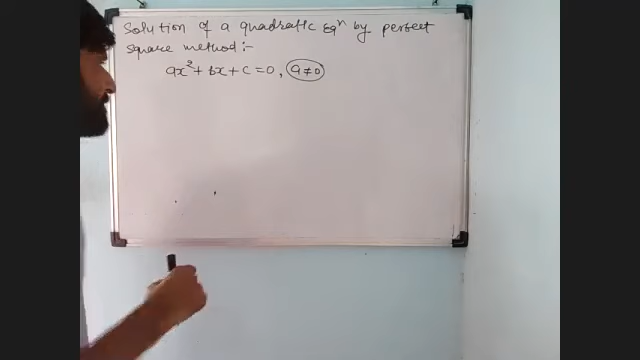 Solution of a quadratic Eqⁿ by perfect
square method:-
ax²+bx+c=0, a≠0